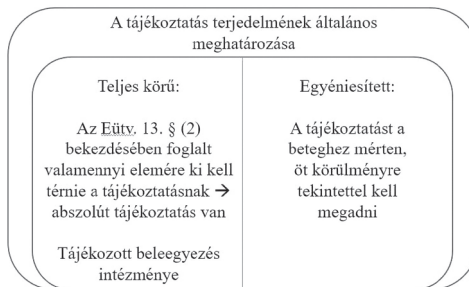 A tájékoztatás terjedelmének általános
meghatározása
Teljes körű:
Az Eütv. 13. § (2)
bekezdésében foglalt
valamennyi elemére ki kell
térnie a tájékoztatásnak →
abszolút tájékoztatás van
Tájékozott beleegyezés
intézménye
Egyéniesített:
A tájékoztatást a
beteghez mérten,
öt körülményre
tekintettel kell
megadni